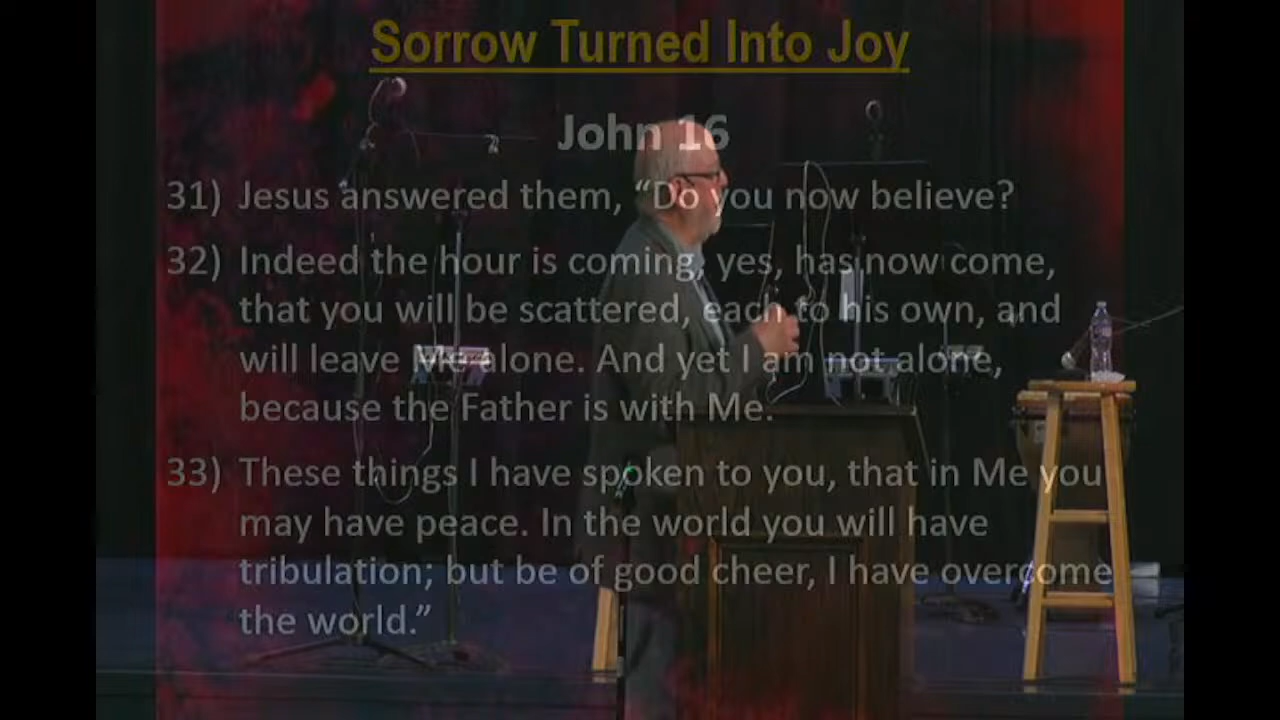 Sorrow Turned Into Joy
John 16
31) Jesus answered them, “Do you now believe?
32) Indeed the hour is coming, yes, has now come,
that you will be scattered, each to his own, and
will leave Me alone. And yet I am not alone,
because the Father is with Me.
33) These things I have spoken to you, that in Me you
may have peace. In the world you will have
tribulation; but be of good cheer, I have overcome
the world.”